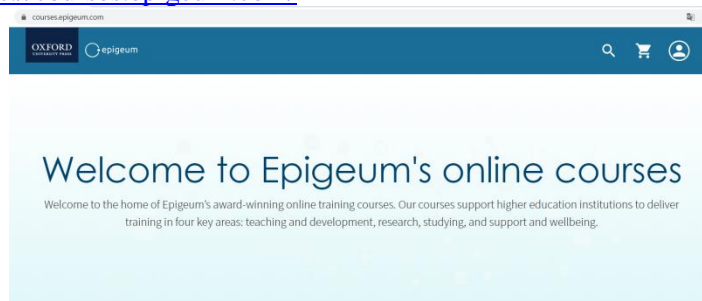 courses.epigeum.com
OXFORD
UNIVERSITY PRESS
epigeum
Welcome to Epigeum's online courses
Welcome to the home of Epigeum's award-winning online training courses. Our courses support higher education institutions to deliver
training in four key areas: teaching and development, research, studying, and support and wellbeing.